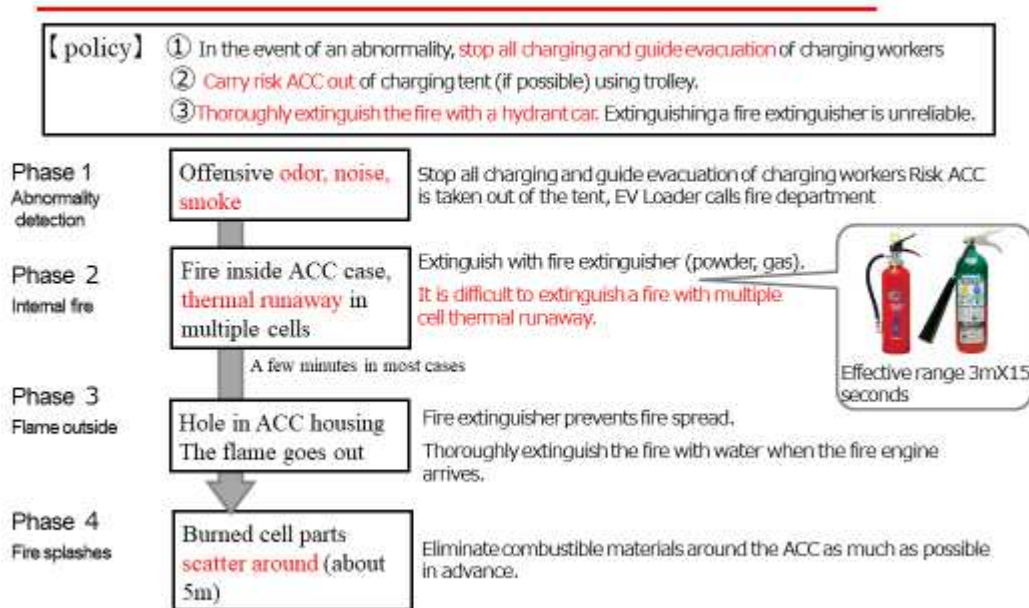 【policy】 ① In the event of an abnormality, stop all charging and guide evacuation of charging workers
② Carry risk ACC out of charging tent (if possible) using trolley.
③Thoroughly extinguish the fire with a hydrant car. Extinguishing a fire extinguisher is unreliable.
Phase 1
Abnormality
detection
Offensive odor, noise,
smoke
Stop all charging and guide evacuation of charging workers Risk ACC
is taken out of the tent, EV Loader calls fire department
Phase 2
Internal fire
Fire inside ACC case,
thermal runaway in
multiple cells
Extinguish with fire extinguisher (powder, gas).
It is difficult to extinguish a fire with multiple
cell thermal runaway.
Effective range 3mX15
seconds
A few minutes in most cases
Phase 3
Flame outside
Hole in ACC housing
The flame goes out
Fire extinguisher prevents fire spread.
Thoroughly extinguish the fire with water when the fire engine
arrives.
Phase 4
Fire splashes
Burned cell parts
scatter around (about
5m)
Eliminate combustible materials around the ACC as much as possible
in advance.